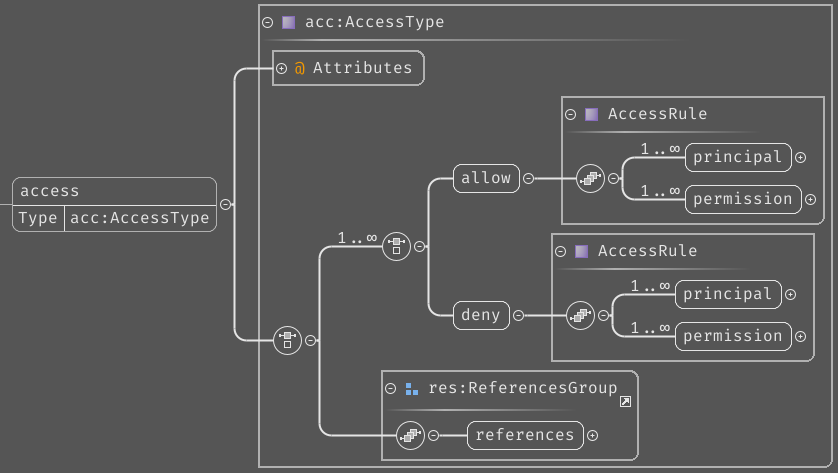 acc:AccessType
@ Attributes
AccessRule
1..∞ principal
allow
1..∞ permission
access
Type acc:AccessType
1..∞
AccessRule
1..∞ principal
deny
1..∞ permission
res:ReferencesGroup
references